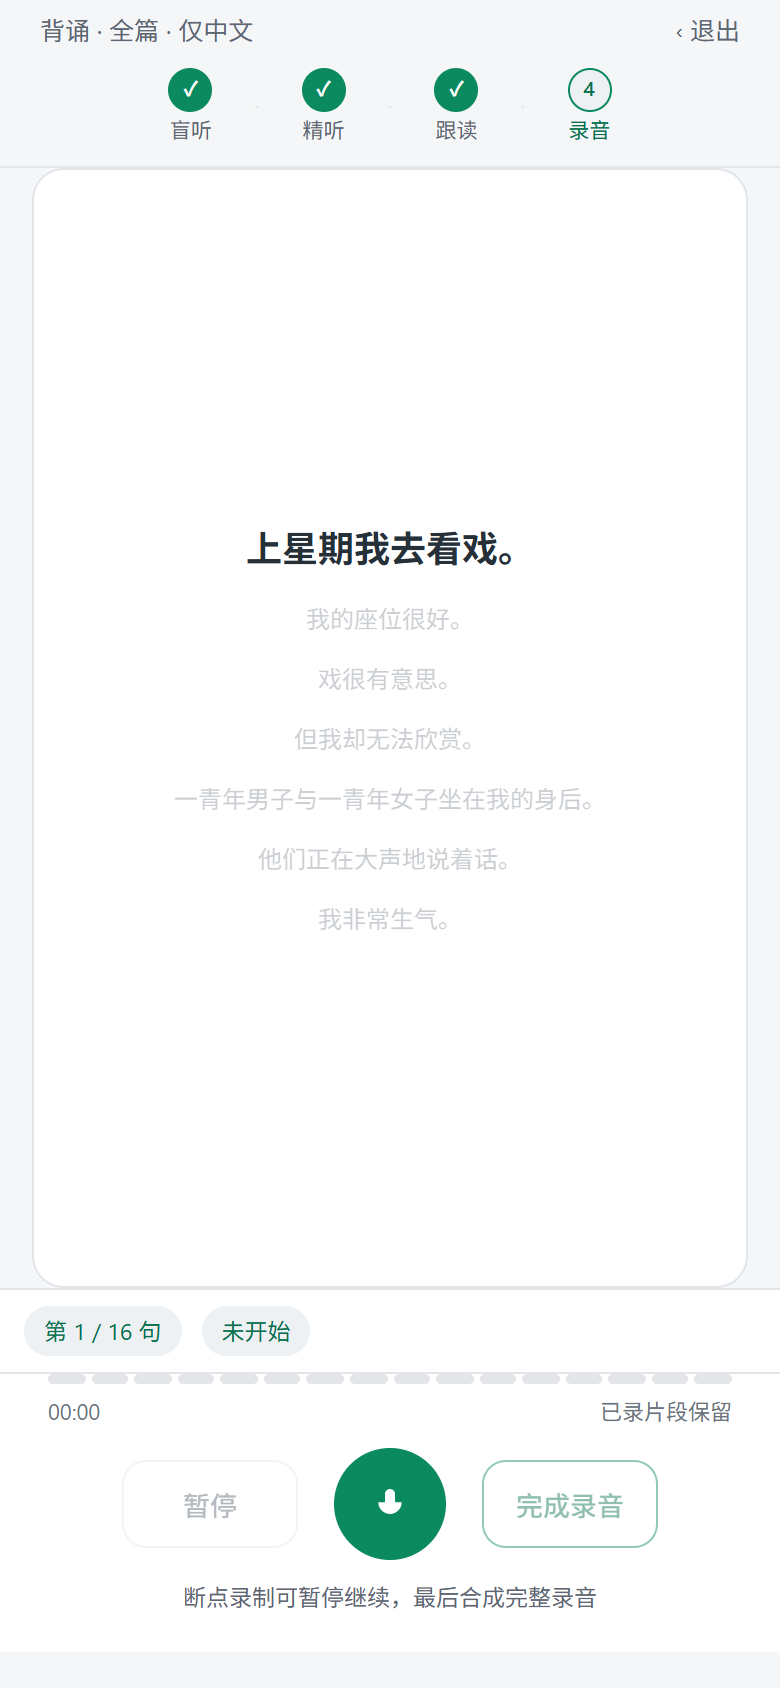 背诵 · 全篇 · 仅中文
‹ 退出
✓ ✓ ✓ 4
盲听 精听 跟读 录音
上星期我去看戏。
我的座位很好。
戏很有意思。
但我却无法欣赏。
一青年男子与一青年女子坐在我的身后。
他们正在大声地说着话。
我非常生气。
第 1 / 16 句 未开始
00:00 已录片段保留
暂停 完成录音
断点录制可暂停继续，最后合成完整录音